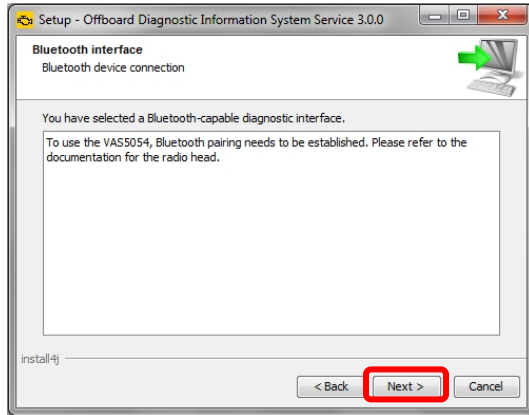 Setup - Offboard Diagnostic Information System Service 3.0.0
Bluetooth interface
Bluetooth device connection
You have selected a Bluetooth-capable diagnostic interface.
To use the VAS5054, Bluetooth pairing needs to be established. Please refer to the
documentation for the radio head.
install4j
< Back Next > Cancel